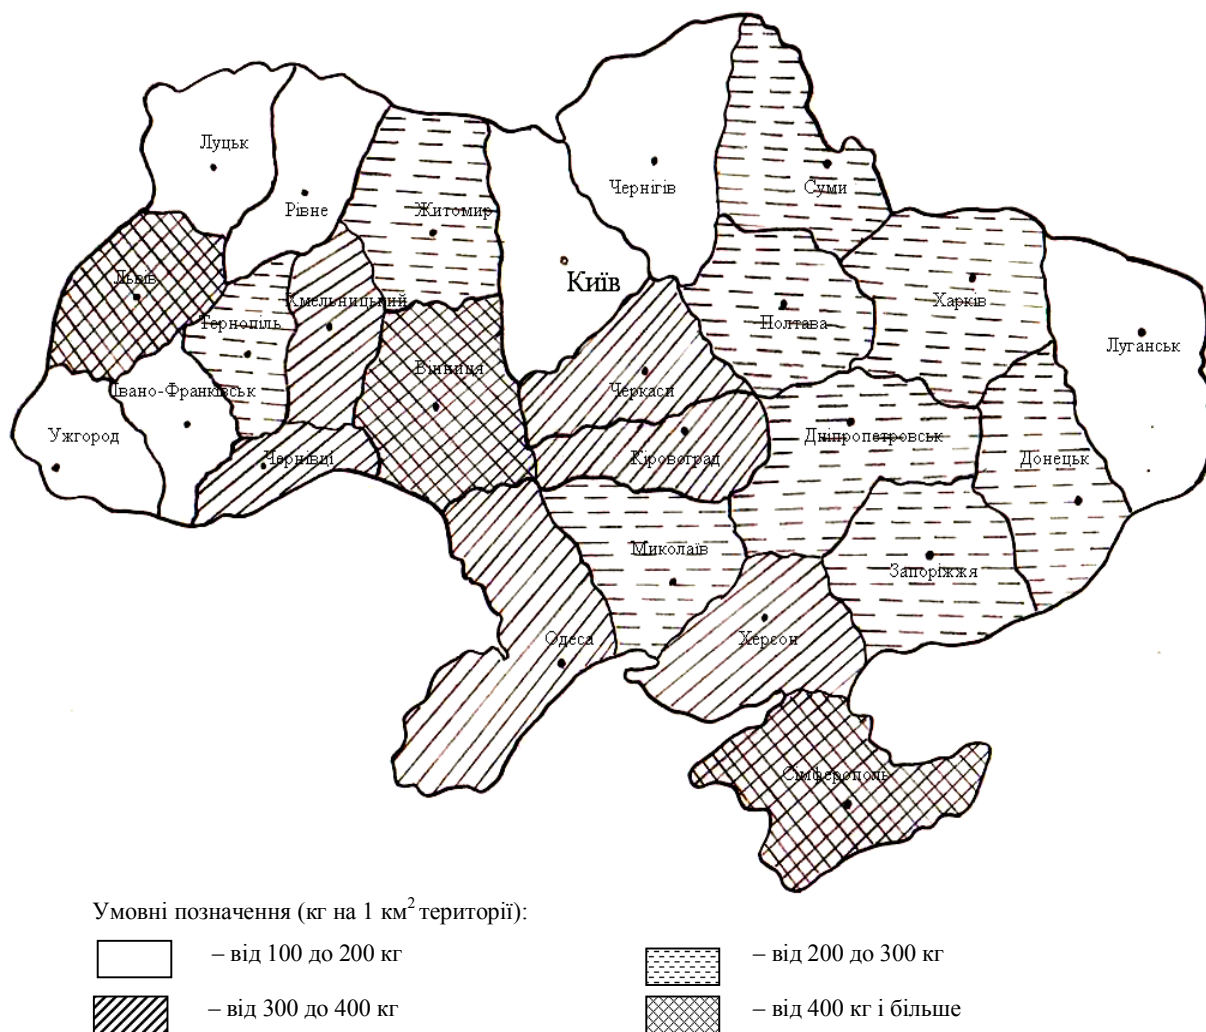 Луцьк
Рівне
Житомир
Чернігів
Суми
Львів
Хмельницький
Київ
Тернопіль
Полтава
Харків
Луганськ
Вінниця
Івано-Франківськ
Черкаси
Ужгород
Чернівці
Кіровоград
Дніпропетровськ
Донецьк
Миколаїв
Запоріжжя
Одеса
Херсон
Сімферополь
Умовні позначення (кг на 1 км² території):
– від 100 до 200 кг
– від 200 до 300 кг
– від 300 до 400 кг
– від 400 кг і більше